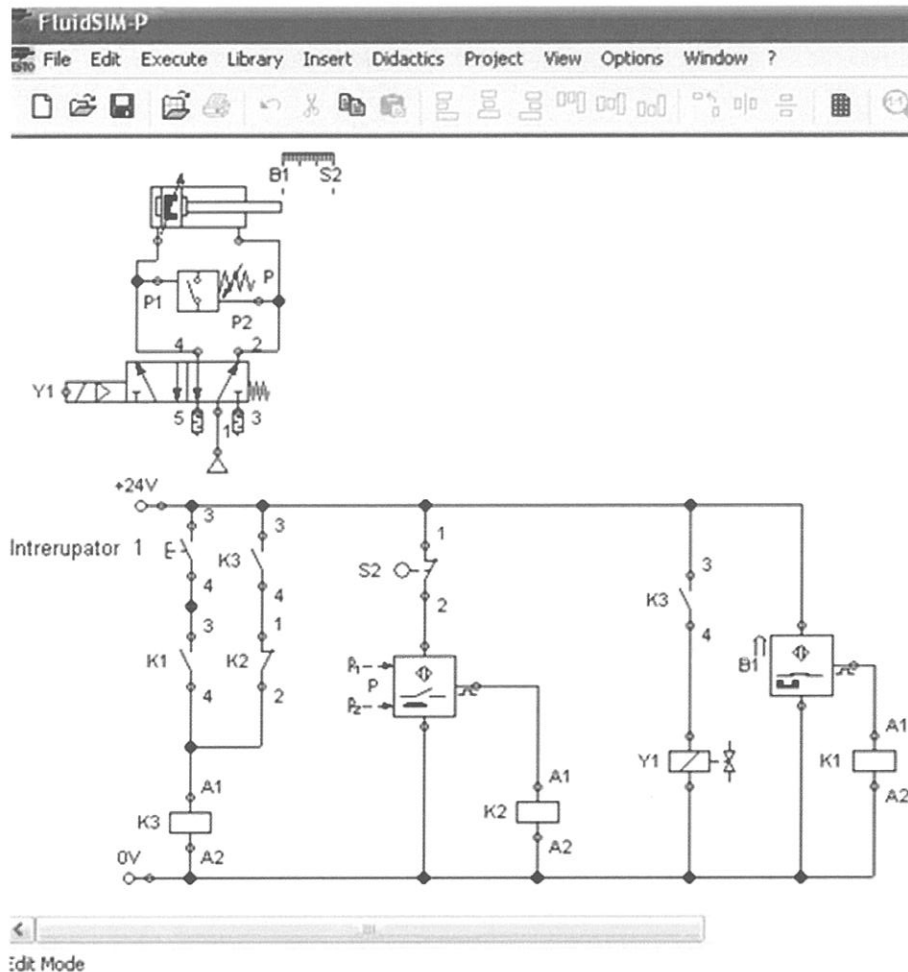 FluidSIM-P
File Edit Execute Library Insert Didactics Project View Options Window ?
B1 S2
P1 P
P2
4 2
Y1
5 1 3
+24V
3 3 1
Intrerupator 1 E K3 S2 3
4 4 2 K3
3 1 4
K1 K2 P1 B1
4 2 P
P2
A1 A1 A1
K3 K2 Y1 K1
A2 A2 A2
0V
Edit Mode